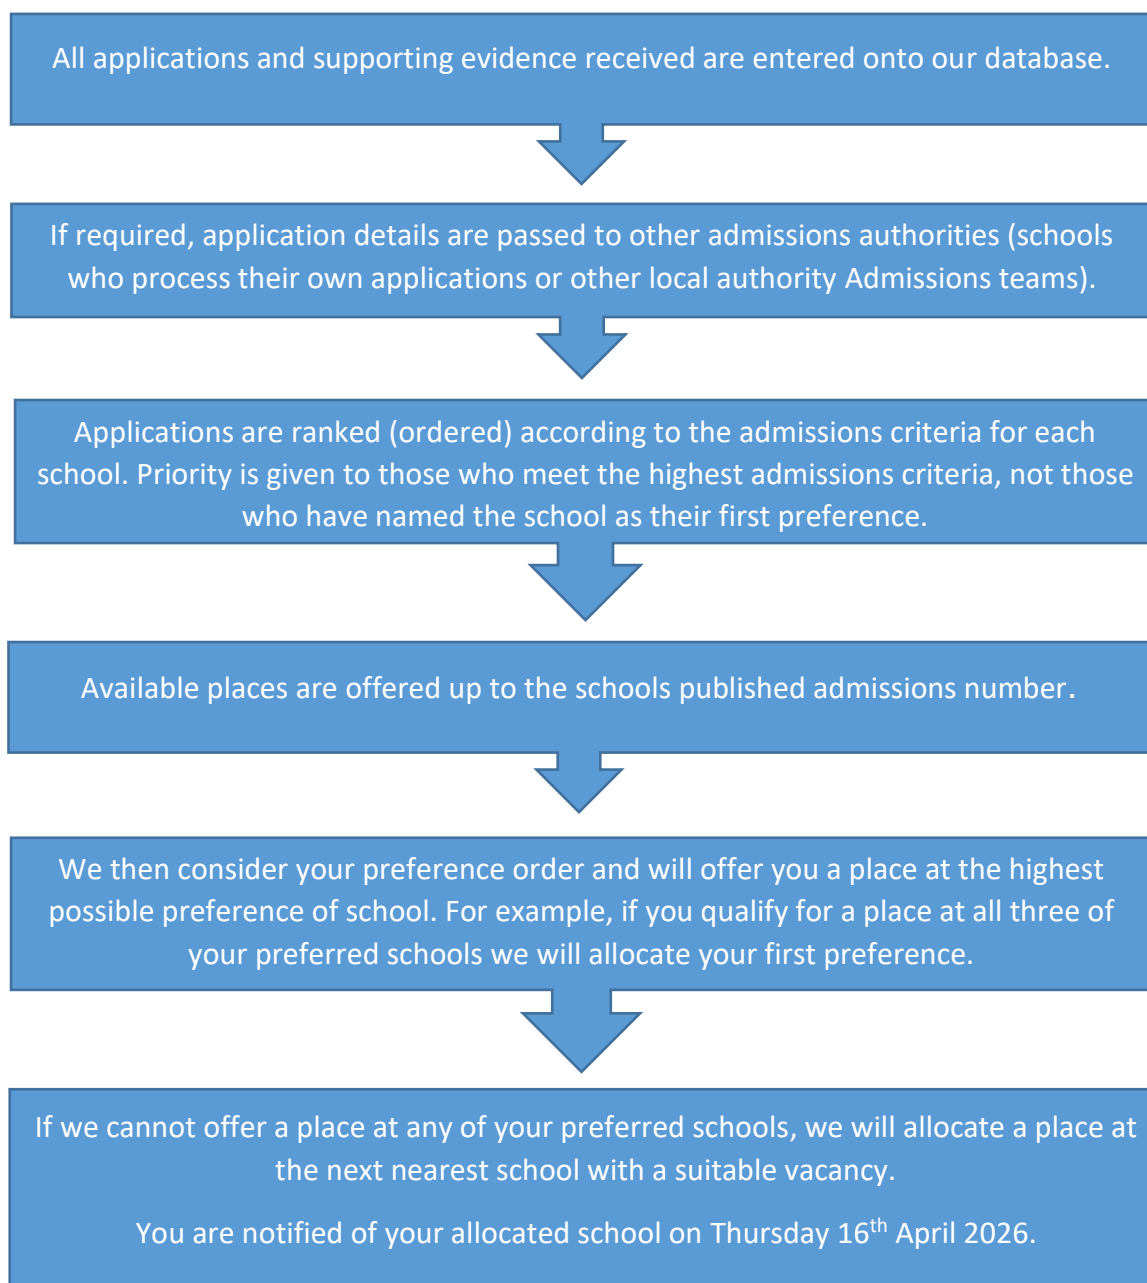 All applications and supporting evidence received are entered onto our database.
If required, application details are passed to other admissions authorities (schools
who process their own applications or other local authority Admissions teams).
Applications are ranked (ordered) according to the admissions criteria for each
school. Priority is given to those who meet the highest admissions criteria, not those
who have named the school as their first preference.
Available places are offered up to the schools published admissions number.
We then consider your preference order and will offer you a place at the highest
possible preference of school. For example, if you qualify for a place at all three of
your preferred schools we will allocate your first preference.
If we cannot offer a place at any of your preferred schools, we will allocate a place at
the next nearest school with a suitable vacancy.
You are notified of your allocated school on Thursday 16th April 2026.